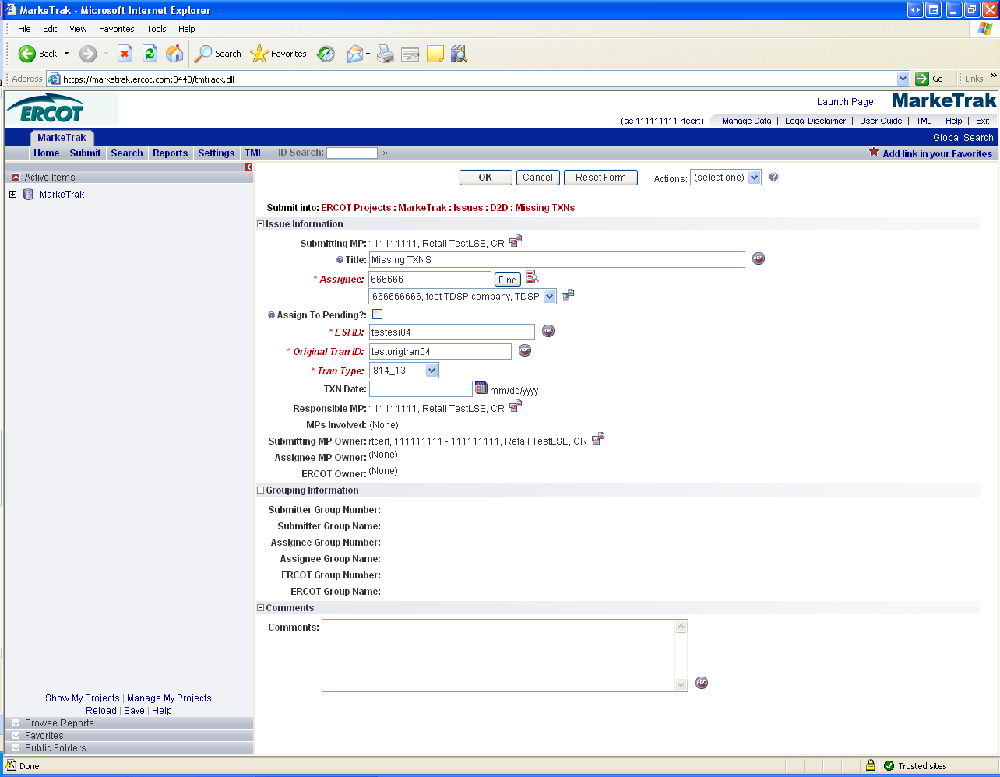 MarkeTrak - Microsoft Internet Explorer
File Edit View Favorites Tools Help
Back Search Favorites
Address https://marketrak.ercot.com:8443/tmtrack.dll Go Links »
ERCOT
Launch Page MarkeTrak
(as 111111111 rtcert) Manage Data | Legal Disclaimer | User Guide | TML | Help | Exit
MarkeTrak Global Search
Home Submit Search Reports Settings TML ID Search: » Add link in your Favorites
Active Items
MarkeTrak
OK Cancel Reset Form Actions: (select one) ?
Submit into: ERCOT Projects : MarkeTrak : Issues : D2D : Missing TXNs
Issue Information
Submitting MP: 111111111, Retail TestLSE, CR
? Title: Missing TXNS ABC
* Assignee: 666666 Find
666666666, test TDSP company, TDSP
? Assign To Pending?:
* ESI ID: testesi04 ABC
* Original Tran ID: testorigtran04 ABC
* Tran Type: 814_13
TXN Date: mm/dd/yyyy
Responsible MP: 111111111, Retail TestLSE, CR
MPs Involved: (None)
Submitting MP Owner: rtcert, 111111111 - 111111111, Retail TestLSE, CR
Assignee MP Owner: (None)
ERCOT Owner: (None)
Grouping Information
Submitter Group Number:
Submitter Group Name:
Assignee Group Number:
Assignee Group Name:
ERCOT Group Number:
ERCOT Group Name:
Comments
Comments:
ABC
Show My Projects | Manage My Projects
Reload | Save | Help
Browse Reports
Favorites
Public Folders
Done Trusted sites